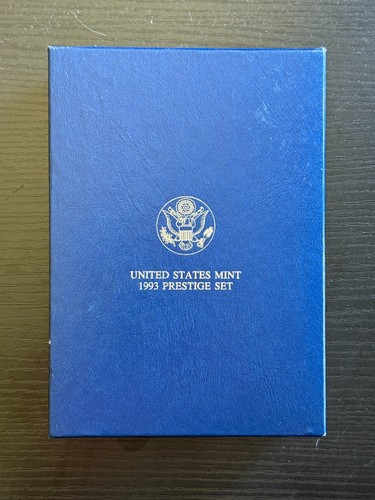 UNITED STATES MINT
1993 PRESTIGE SET